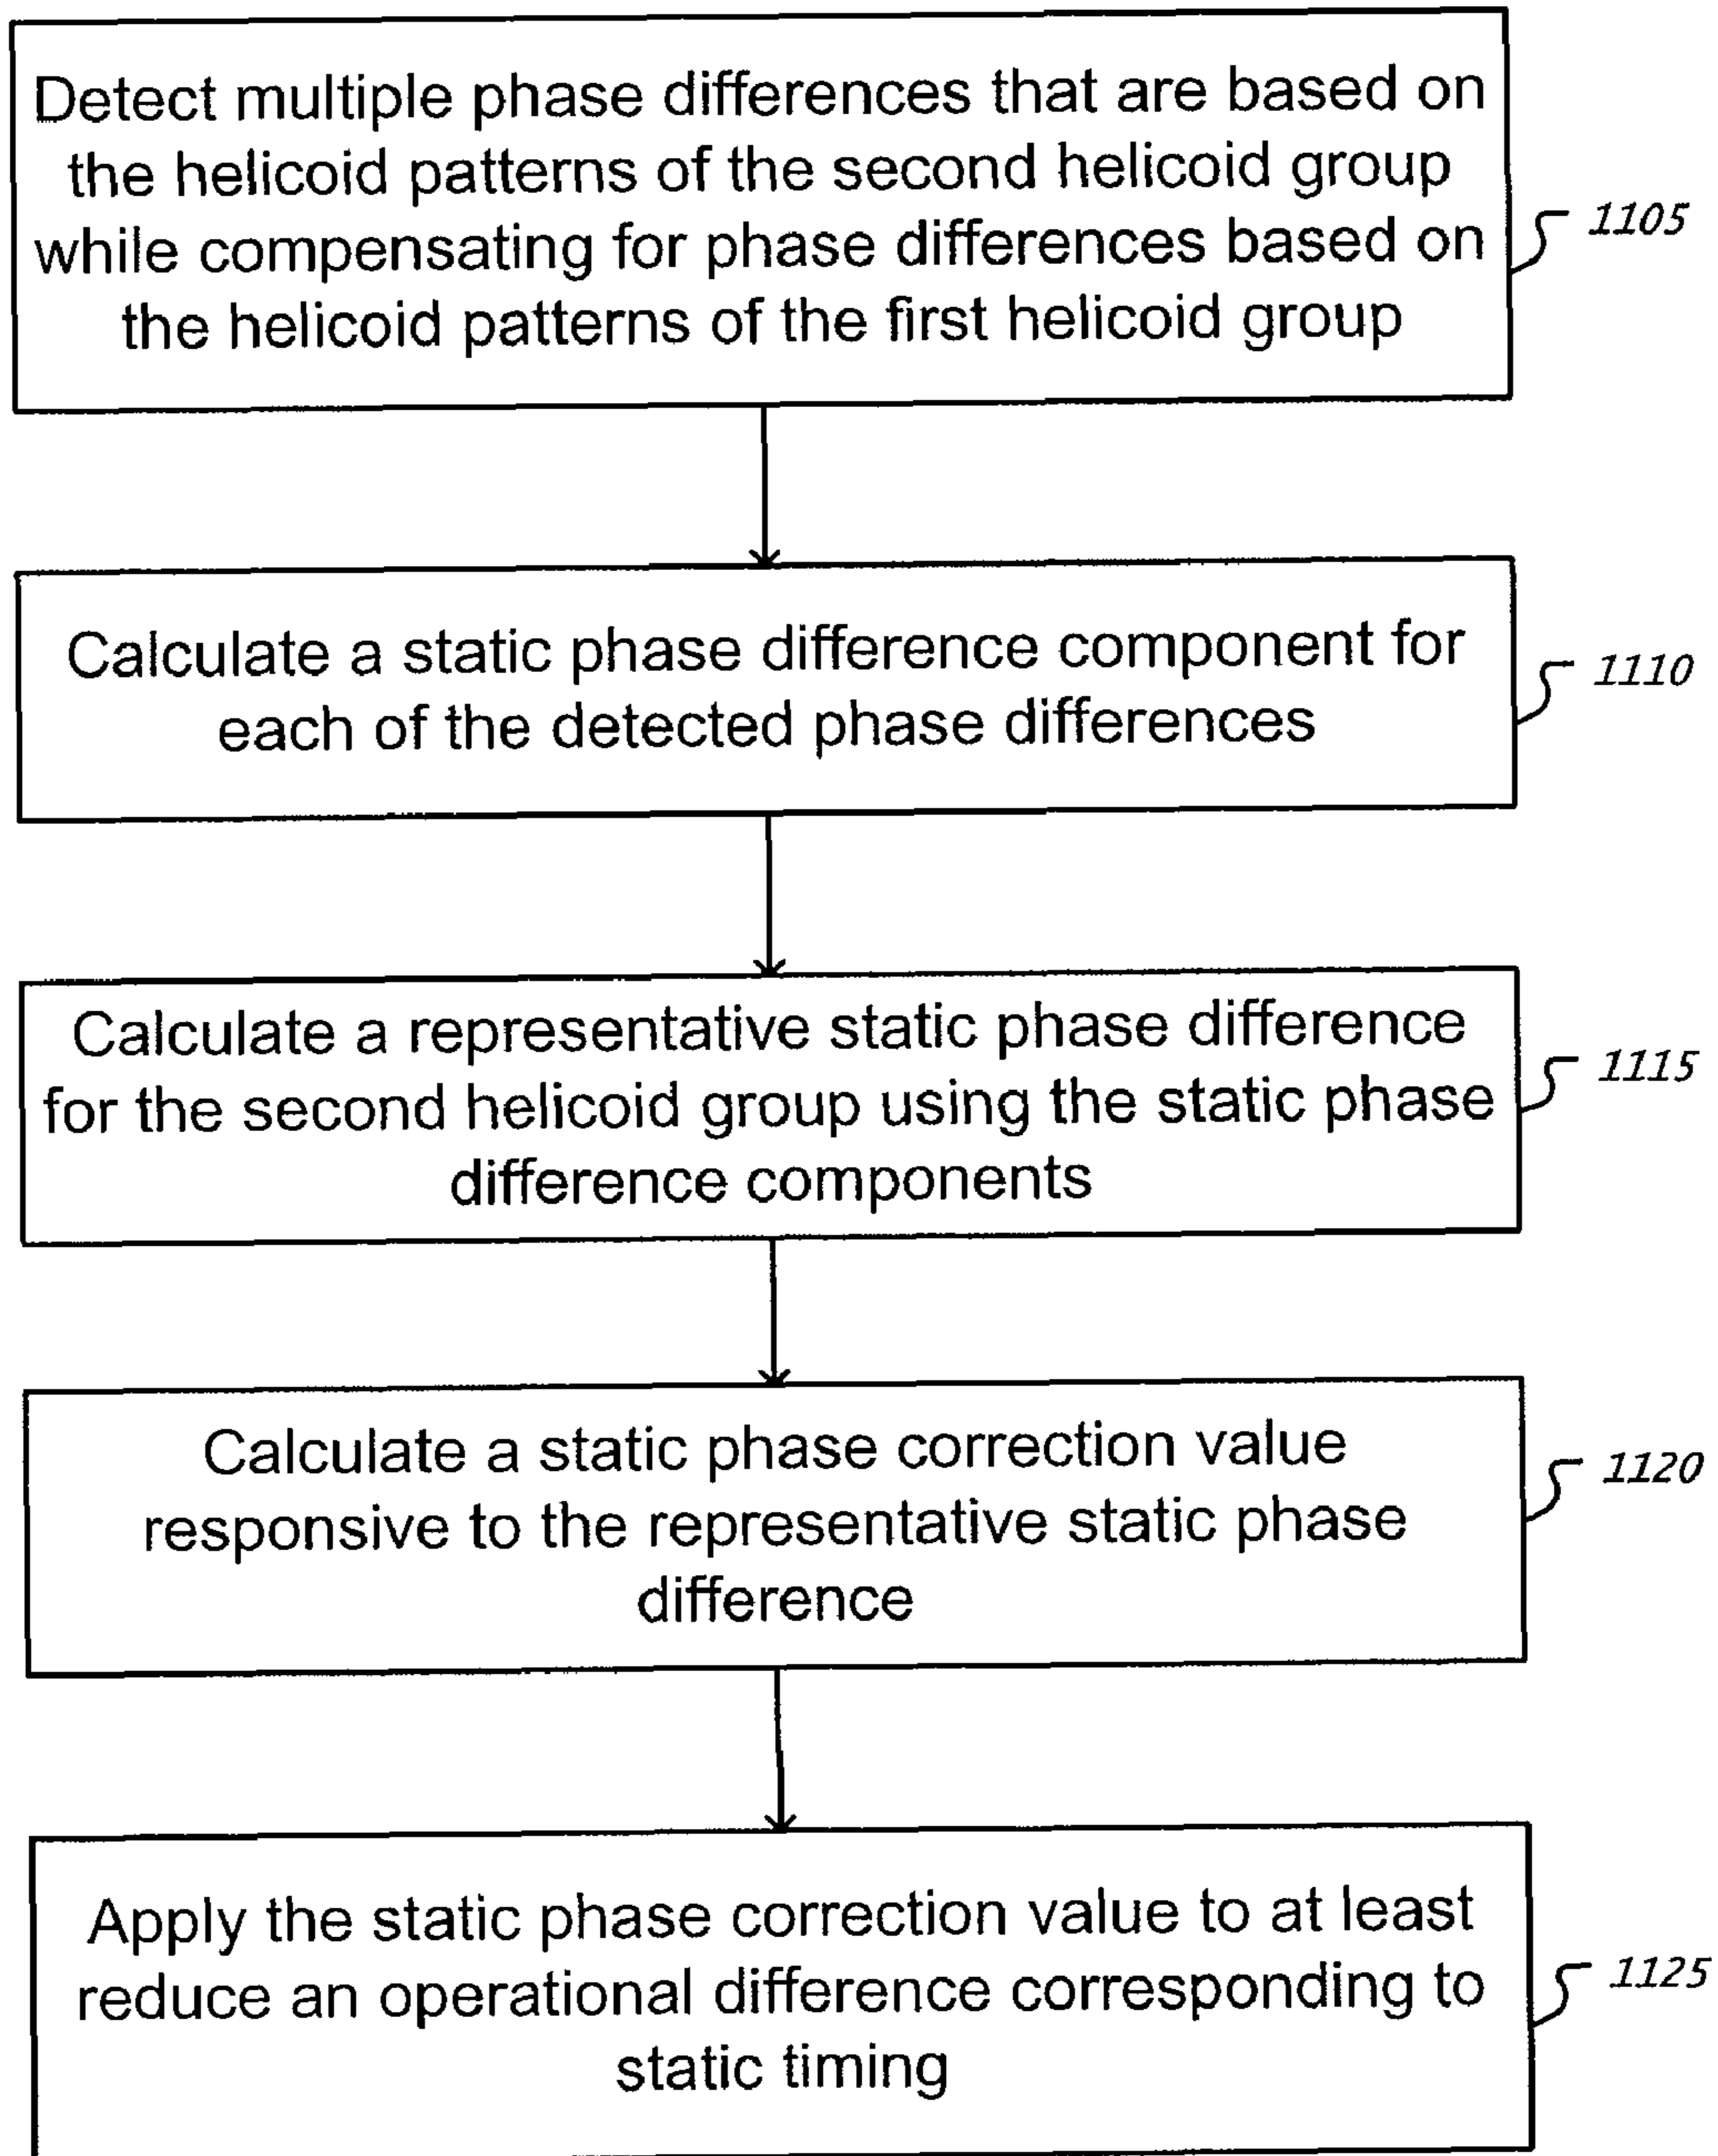 Detect multiple phase differences that are based on
the helicoid patterns of the second helicoid group
while compensating for phase differences based on
the helicoid patterns of the first helicoid group
1105
Calculate a static phase difference component for
each of the detected phase differences
1110
Calculate a representative static phase difference
for the second helicoid group using the static phase
difference components
1115
Calculate a static phase correction value
responsive to the representative static phase
difference
1120
Apply the static phase correction value to at least
reduce an operational difference corresponding to
static timing
1125